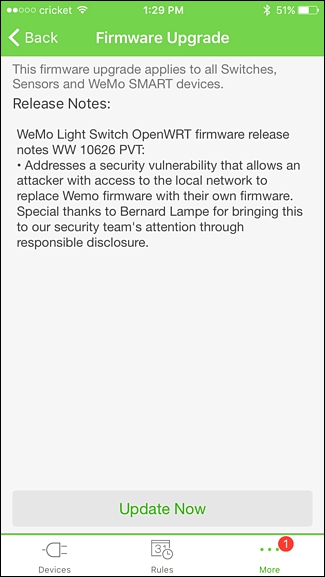 cricket 1:29 PM 51%
Back Firmware Upgrade
This firmware upgrade applies to all Switches,
Sensors and WeMo SMART devices.
Release Notes:
WeMo Light Switch OpenWRT firmware release
notes WW 10626 PVT:
• Addresses a security vulnerability that allows an
attacker with access to the local network to
replace Wemo firmware with their own firmware.
Special thanks to Bernard Lampe for bringing this
to our security team's attention through
responsible disclosure.
Update Now
31 1
Devices Rules More